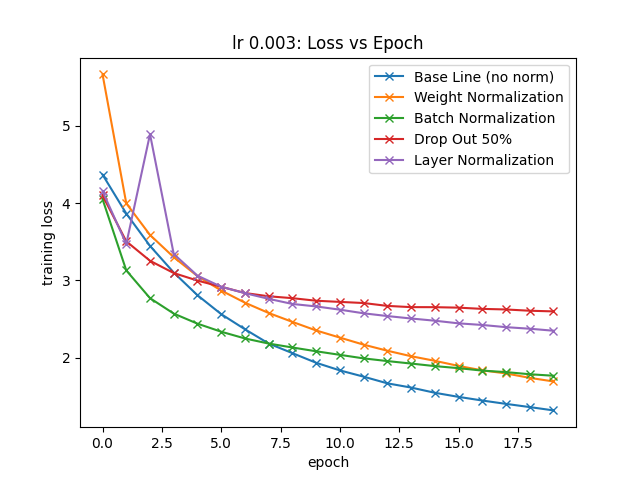 lr 0.003: Loss vs Epoch
Base Line (no norm)
Weight Normalization
Batch Normalization
Drop Out 50%
Layer Normalization
training loss
5
4
3
2
0.0 2.5 5.0 7.5 10.0 12.5 15.0 17.5
epoch